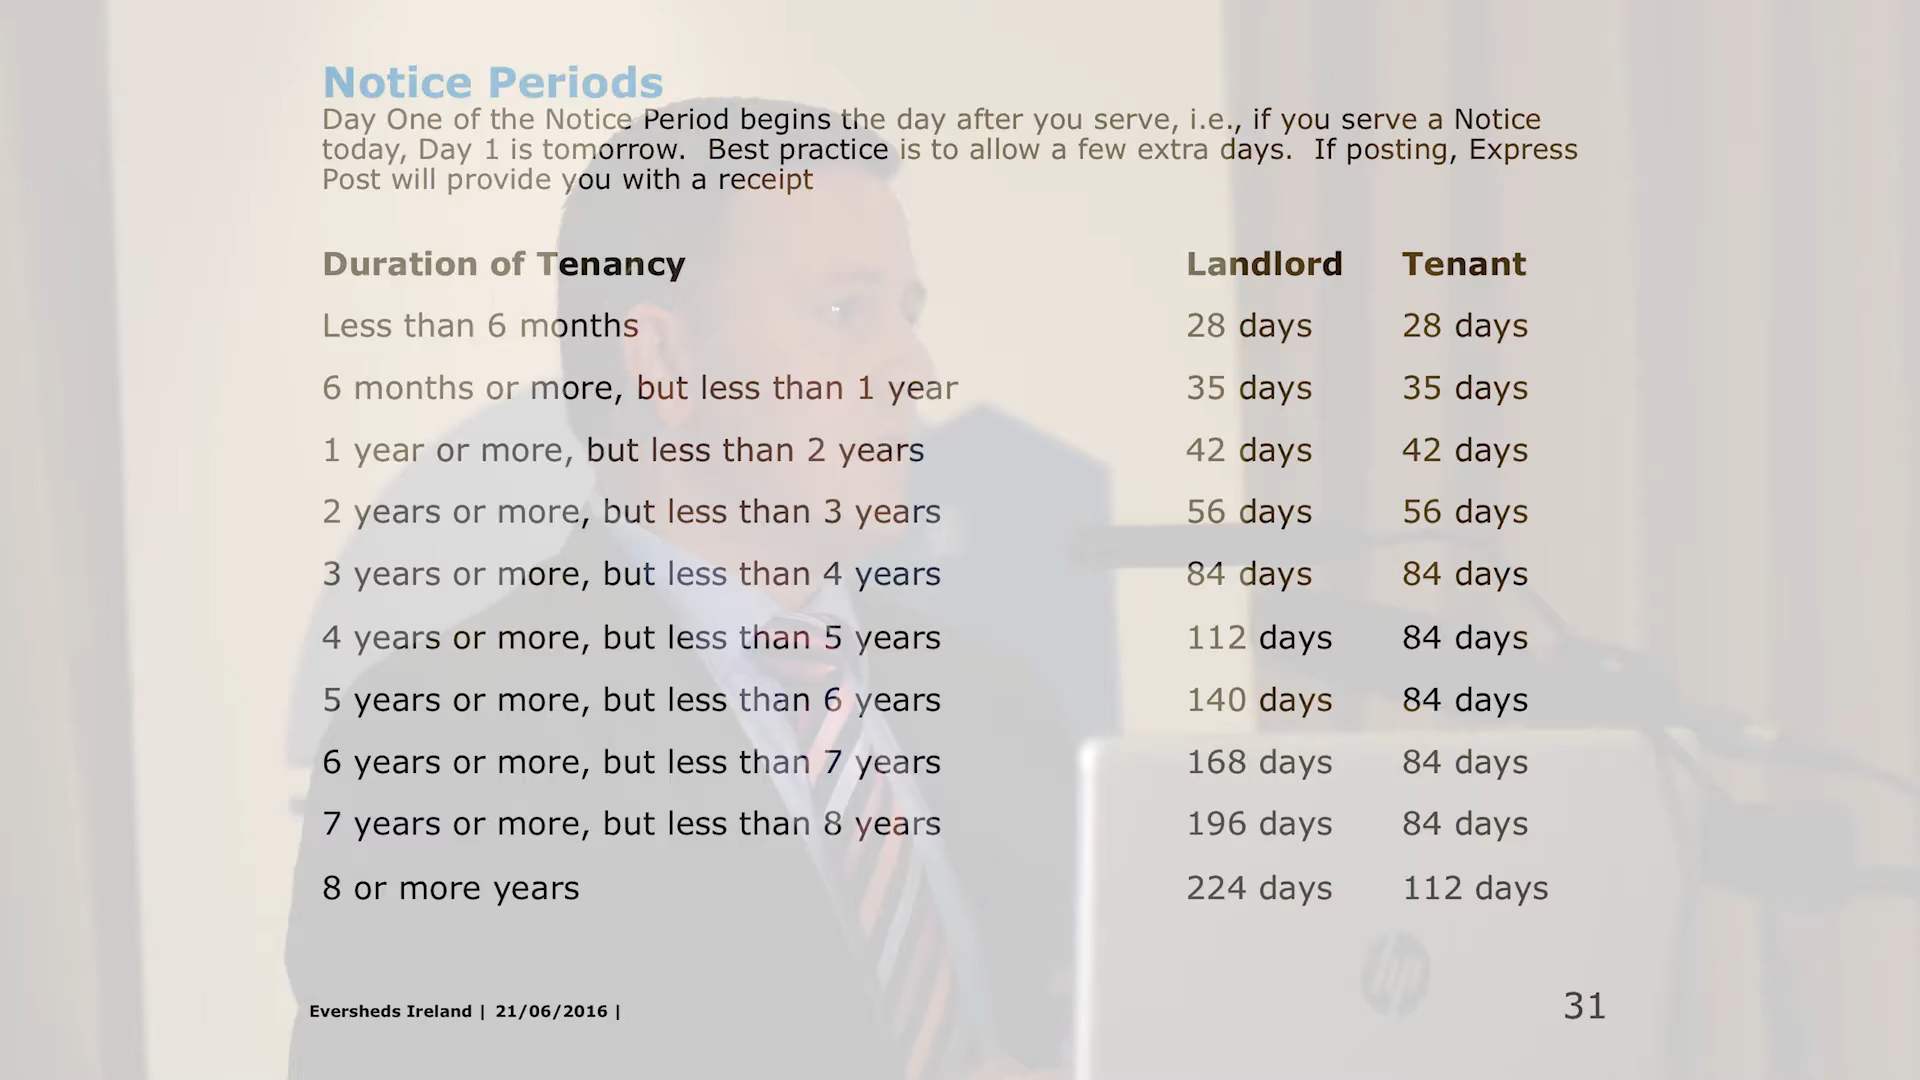 Notice Periods
Day One of the Notice Period begins the day after you serve, i.e., if you serve a Notice
today, Day 1 is tomorrow. Best practice is to allow a few extra days. If posting, Express
Post will provide you with a receipt
Duration of Tenancy Landlord Tenant
Less than 6 months 28 days 28 days
6 months or more, but less than 1 year 35 days 35 days
1 year or more, but less than 2 years 42 days 42 days
2 years or more, but less than 3 years 56 days 56 days
3 years or more, but less than 4 years 84 days 84 days
4 years or more, but less than 5 years 112 days 84 days
5 years or more, but less than 6 years 140 days 84 days
6 years or more, but less than 7 years 168 days 84 days
7 years or more, but less than 8 years 196 days 84 days
8 or more years 224 days 112 days
hp
Eversheds Ireland | 21/06/2016 | 31